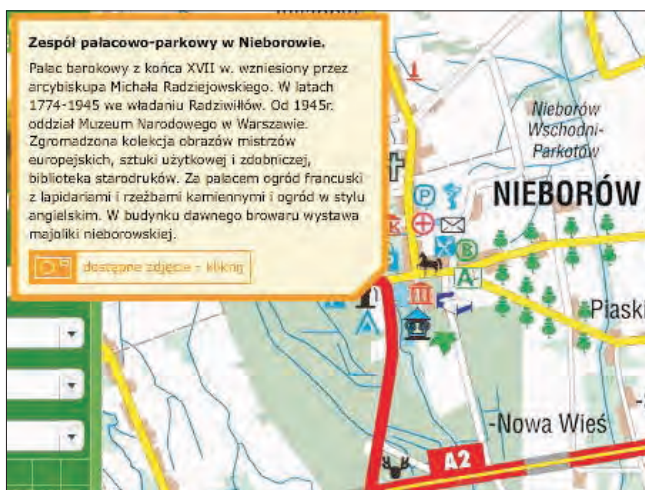 Zespół pałacowo-parkowy w Nieborowie.
Pałac barokowy z końca XVII w. wzniesiony przez
arcybiskupa Michała Radziejowskiego. W latach
1774-1945 we władaniu Radziwiłłów. Od 1945r.
oddział Muzeum Narodowego w Warszawie.
Zgromadzona kolekcja obrazów mistrzów
europejskich, sztuki użytkowej i zdobniczej,
biblioteka starodruków. Za pałacem ogród francuski
z lapidariami i rzeźbami kamiennymi i ogród w stylu
angielskim. W budynku dawnego browaru wystawa
majoliki nieborowskiej.
dostępne zdjęcie - kliknij
Nieborów
Wschodni-
Parkotów
NIEBORÓW
P
K
B
A
Piaski
-Nowa Wieś
A2